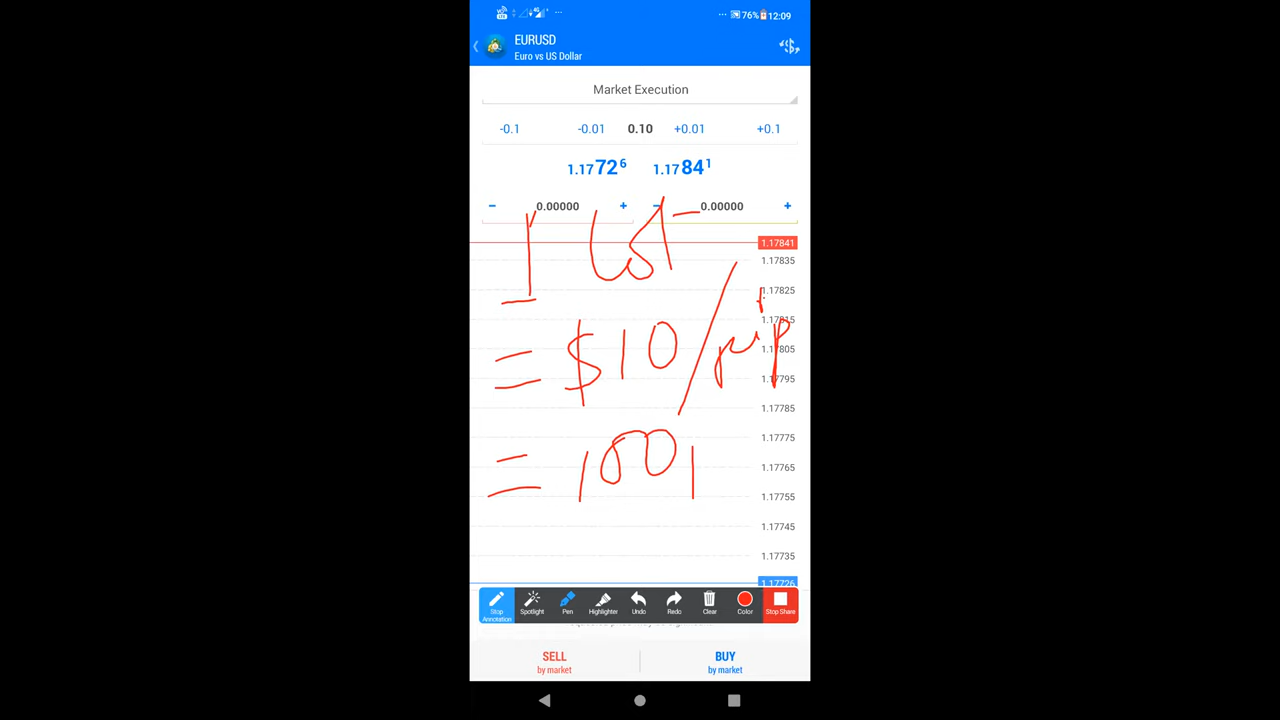 76% 12:09
EURUSD
Euro vs US Dollar
Market Execution
-0.1 -0.01 0.10 +0.01 +0.1
1.17726 1.17841
- 0.00000 + - 0.00000 +
1 Lot
= $10/pip
= 100,
1.17841
1.17835
1.17825
1.17815
1.17805
1.17795
1.17785
1.17775
1.17765
1.17755
1.17745
1.17735
1.17726
Stop Annotation Spotlight Pen Highlighter Undo Redo Clear Color Stop Share
SELL BUY
by market by market